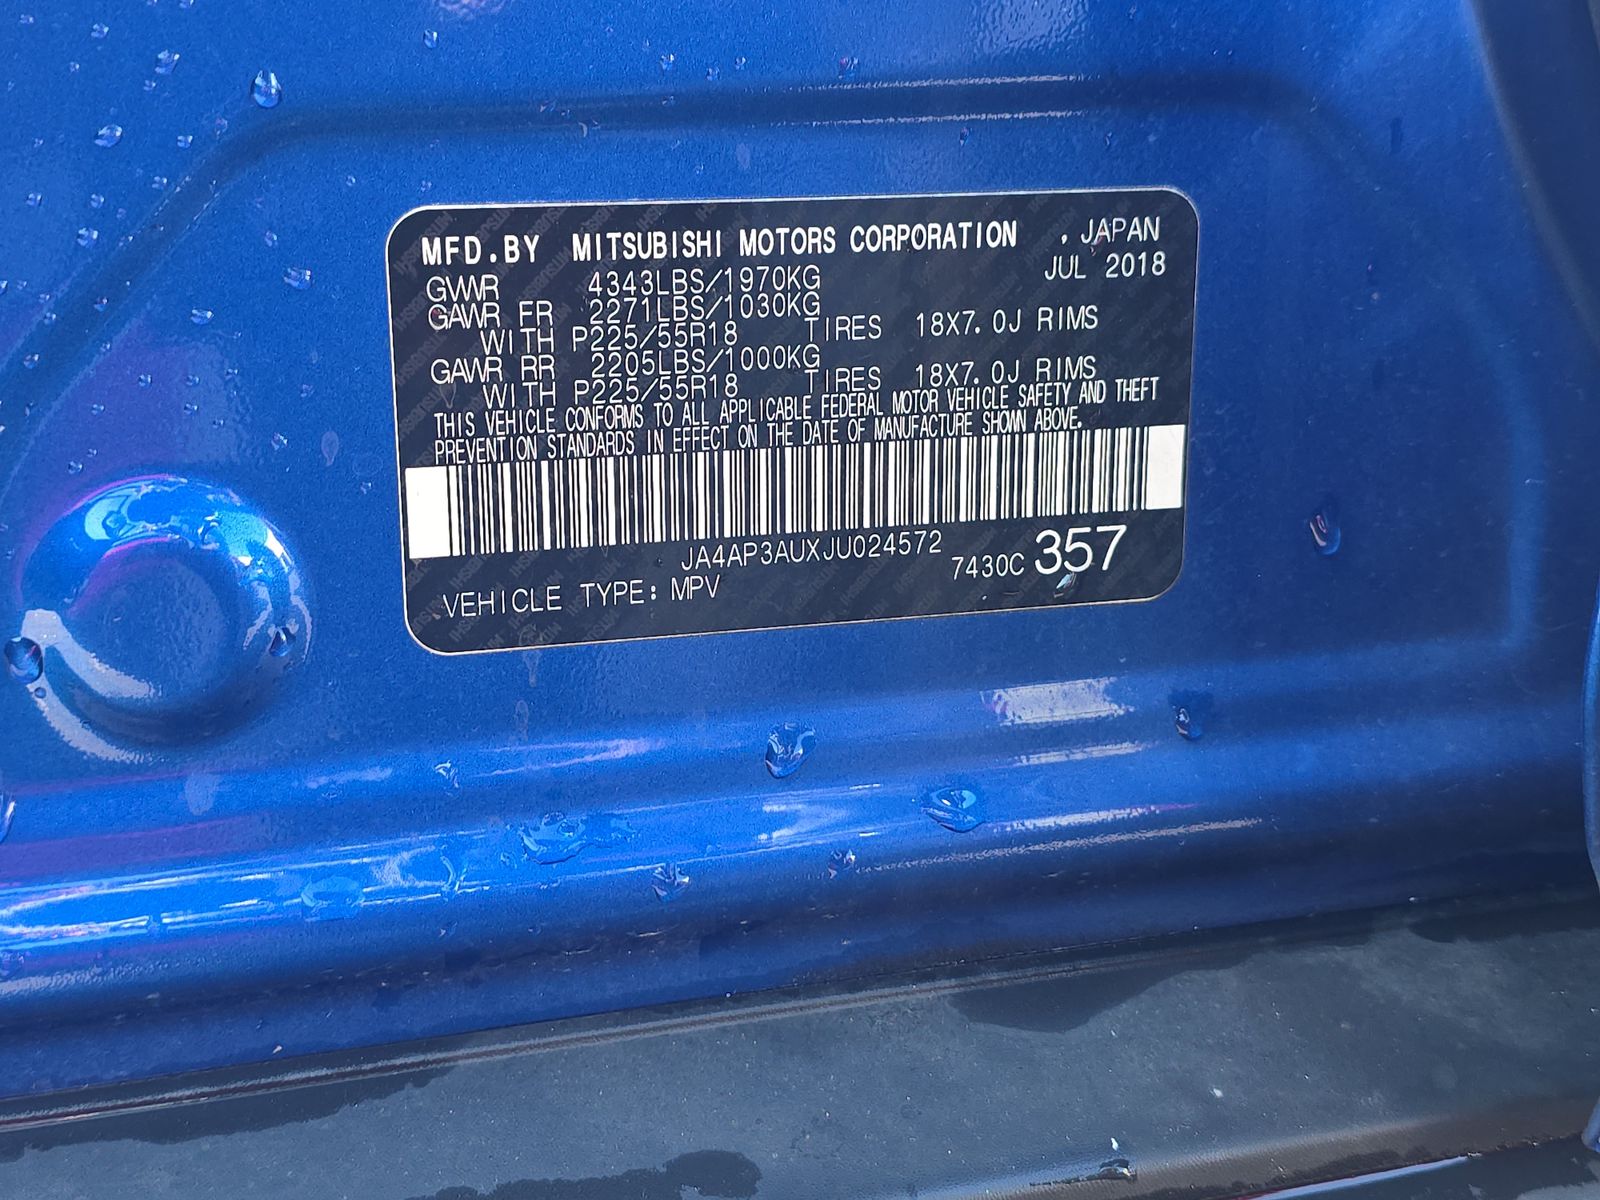 MFD.BY MITSUBISHI MOTORS CORPORATION , JAPAN
JUL 2018
GVWR 4343LBS/1970KG
GAWR FR 2271LBS/1030KG
WITH P225/55R18 TIRES 18X7.0J RIMS
GAWR RR 2205LBS/1000KG
WITH P225/55R18 TIRES 18X7.0J RIMS
THIS VEHICLE CONFORMS TO ALL APPLICABLE FEDERAL MOTOR VEHICLE SAFETY AND THEFT
PREVENTION STANDARDS IN EFFECT ON THE DATE OF MANUFACTURE SHOWN ABOVE.
JA4AP3AUXJU024572
7430C 357
VEHICLE TYPE: MPV